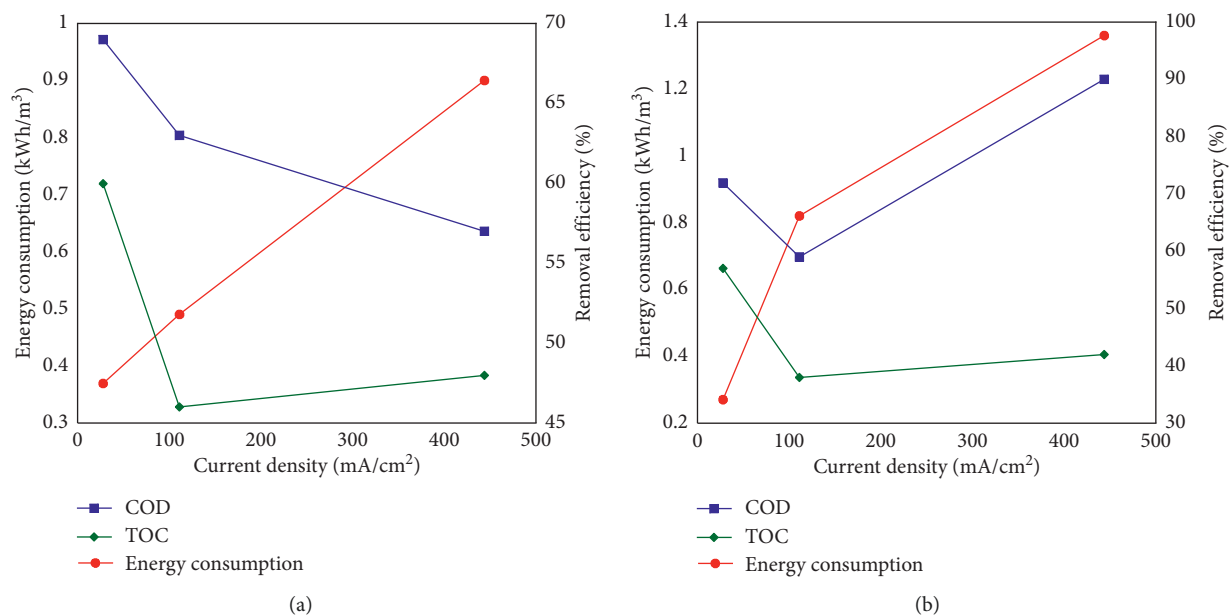 1
0.9
0.8
0.7
0.6
0.5
0.4
0.3
Energy consumption (kWh/m³)
70
65
60
55
50
45
Removal efficiency (%)
0 100 200 300 400 500
Current density (mA/cm²)
COD
TOC
Energy consumption
(a)
1.4
1.2
1
0.8
0.6
0.4
0.2
Energy consumption (kWh/m³)
100
90
80
70
60
50
40
30
Removal efficiency (%)
0 100 200 300 400 500
Current density (mA/cm²)
COD
TOC
Energy consumption
(b)